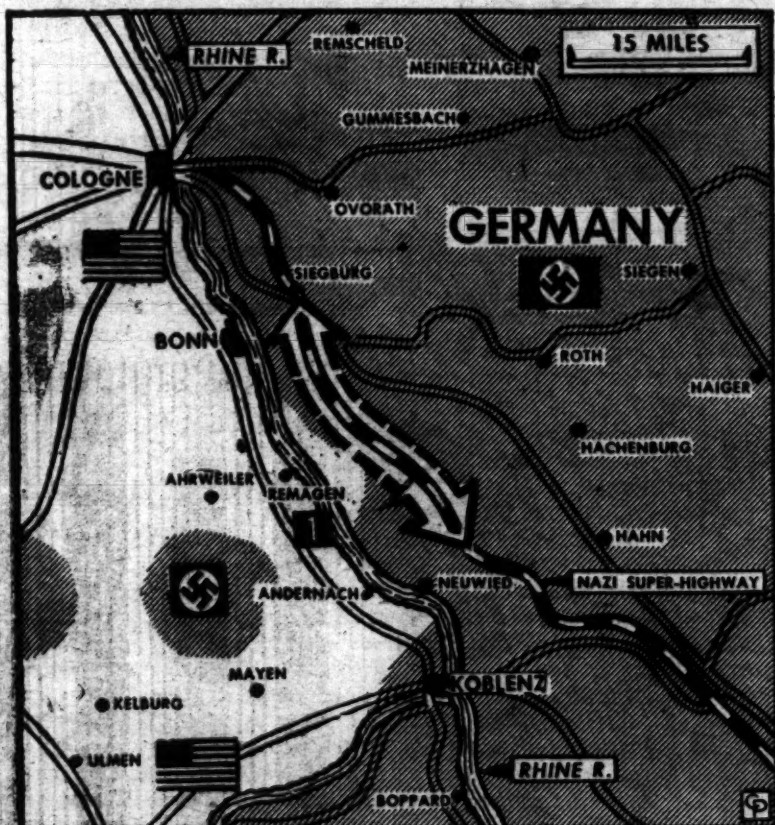 RHINE R.
REMSCHELD
15 MILES
MEINERZHAGEN
GUMMESBACH
COLOGNE
OVORATH
GERMANY
SIEGBURG
SIEGEN
BONN
ROTH
HAIGER
HACHENBURG
AHRWEILER
REMAGEN
1
HAHN
NEUWIED
NAZI SUPER-HIGHWAY
ANDERNACH
MAYEN
KOBLENZ
KELBURG
ULMEN
RHINE R.
BOPPARD
CP